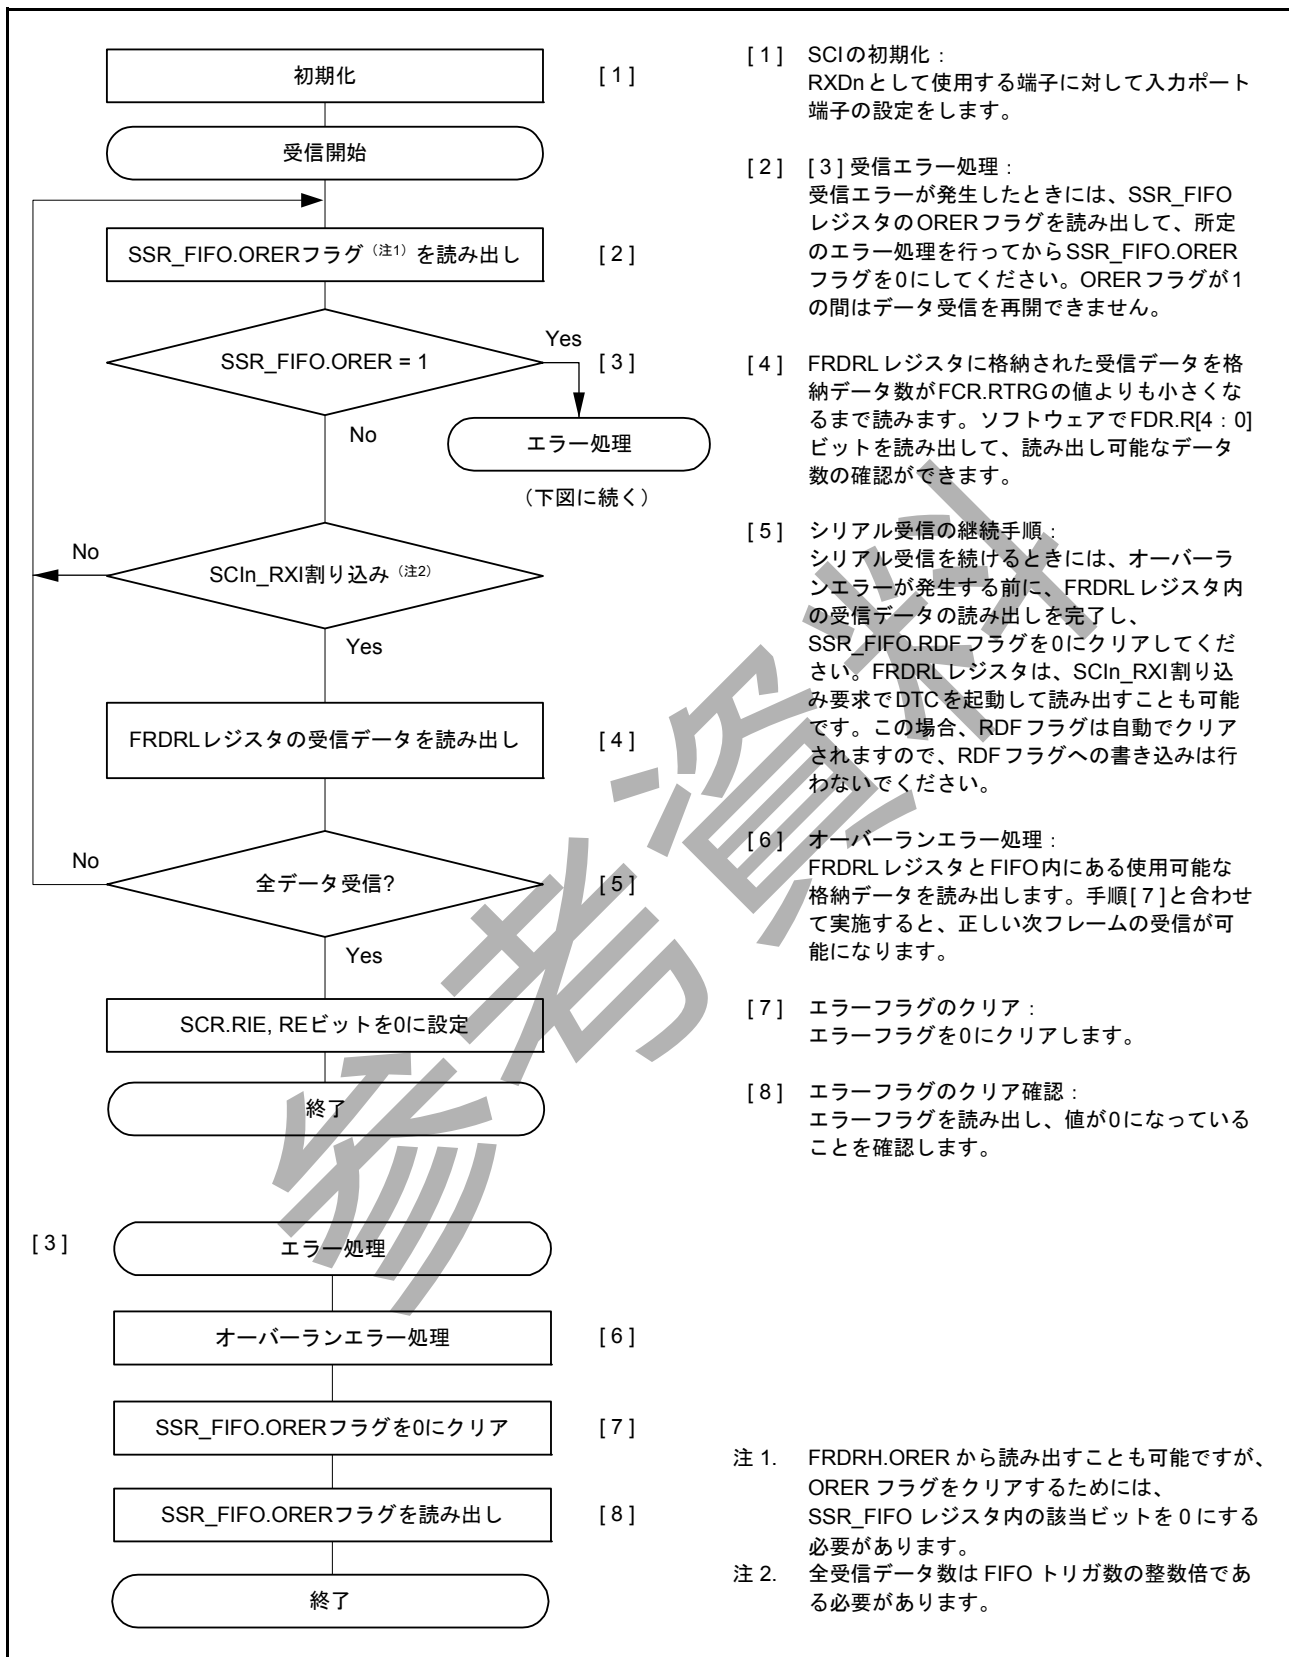 初期化
[ 1 ]
受信開始
SSR_FIFO.ORERフラグ（注1）を読み出し
[ 2 ]
SSR_FIFO.ORER = 1
Yes
[ 3 ]
No
エラー処理
（下図に続く）
No
SCIn_RXI割り込み（注2）
Yes
FRDRLレジスタの受信データを読み出し
[ 4 ]
No
全データ受信?
[ 5 ]
Yes
SCR.RIE, REビットを0に設定
終了
[ 3 ]
エラー処理
オーバーランエラー処理
[ 6 ]
SSR_FIFO.ORERフラグを0にクリア
[ 7 ]
SSR_FIFO.ORERフラグを読み出し
[ 8 ]
終了
[ 1 ] SCIの初期化：
RXDnとして使用する端子に対して入力ポート
端子の設定をします。
[ 2 ] [ 3 ] 受信エラー処理：
受信エラーが発生したときには、SSR_FIFO
レジスタのORERフラグを読み出して、所定
のエラー処理を行ってからSSR_FIFO.ORER
フラグを0にしてください。ORERフラグが1
の間はデータ受信を再開できません。
[ 4 ] FRDRLレジスタに格納された受信データを格
納データ数がFCR.RTRGの値よりも小さくな
るまで読みます。ソフトウェアでFDR.R[4：0]
ビットを読み出して、読み出し可能なデータ
数の確認ができます。
[ 5 ] シリアル受信の継続手順：
シリアル受信を続けるときには、オーバーラ
ンエラーが発生する前に、FRDRLレジスタ内
の受信データの読み出しを完了し、
SSR_FIFO.RDFフラグを0にクリアしてくだ
さい。FRDRLレジスタは、SCIn_RXI割り込
み要求でDTCを起動して読み出すことも可能
です。この場合、RDFフラグは自動でクリア
されますので、RDFフラグへの書き込みは行
わないでください。
[ 6 ] オーバーランエラー処理：
FRDRLレジスタとFIFO内にある使用可能な
格納データを読み出します。手順[ 7 ]と合わせ
て実施すると、正しい次フレームの受信が可
能になります。
[ 7 ] エラーフラグのクリア：
エラーフラグを0にクリアします。
[ 8 ] エラーフラグのクリア確認：
エラーフラグを読み出し、値が0になっている
ことを確認します。
注 1. FRDRH.ORER から読み出すことも可能ですが、
ORER フラグをクリアするためには、
SSR_FIFO レジスタ内の該当ビットを 0 にする
必要があります。
注 2. 全受信データ数は FIFO トリガ数の整数倍であ
る必要があります。
参考資料